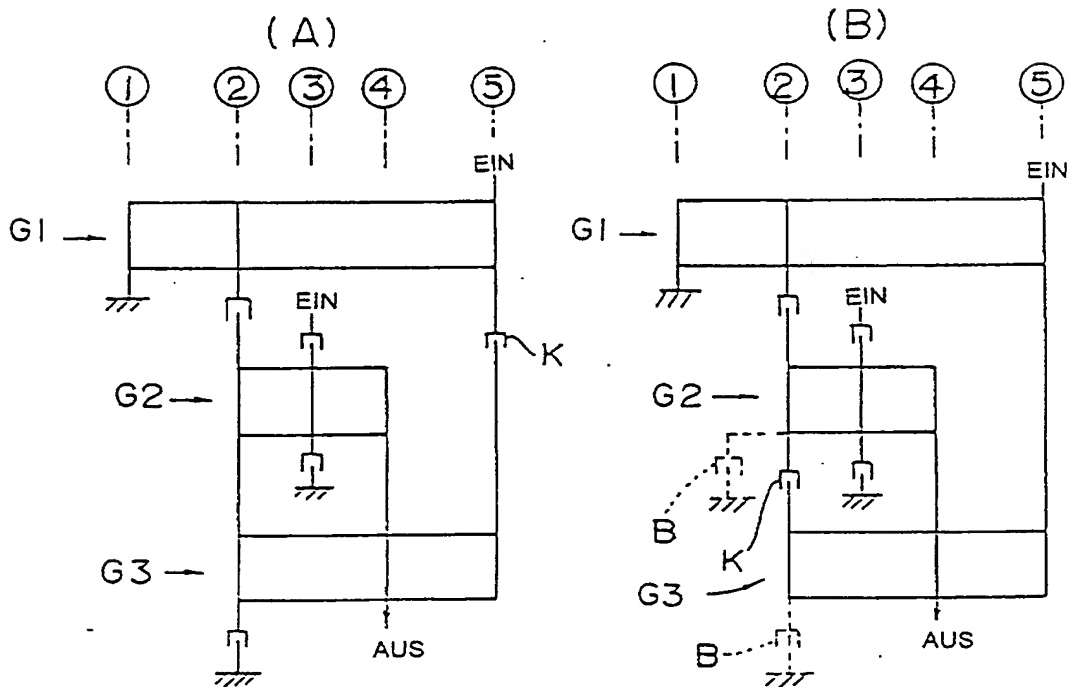 (A)
① ② ③ ④ ⑤
EIN
G1
EIN
K
G2
G3
AUS
(B)
① ② ③ ④ ⑤
EIN
G1
EIN
G2
B
K
G3
B
AUS